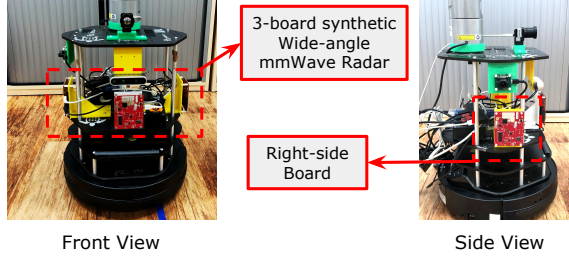 3-board synthetic
Wide-angle
mmWave Radar
Right-side
Board
Front View
Side View